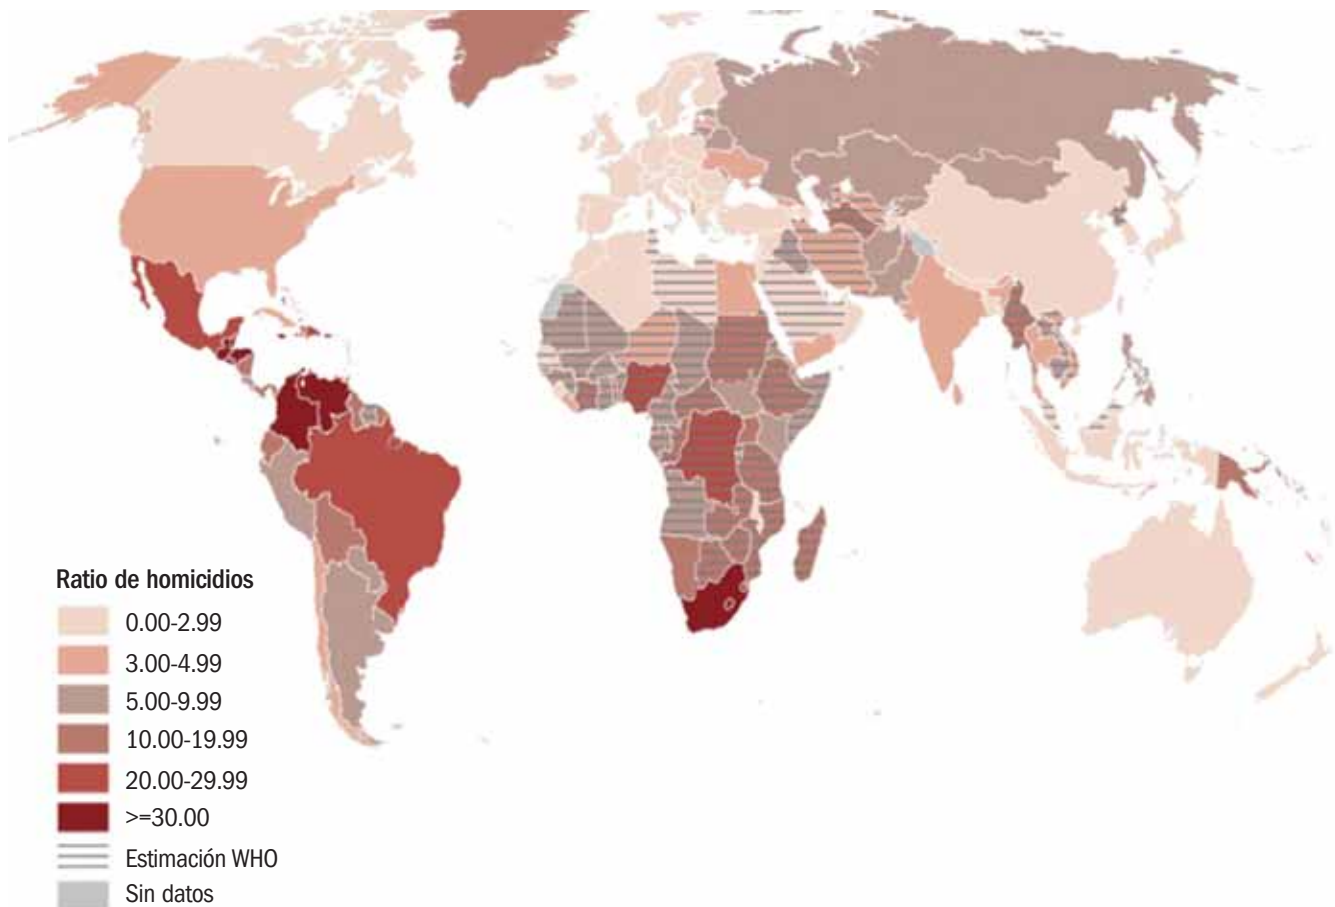 Ratio de homicidios
0.00-2.99
3.00-4.99
5.00-9.99
10.00-19.99
20.00-29.99
>=30.00
Estimación WHO
Sin datos